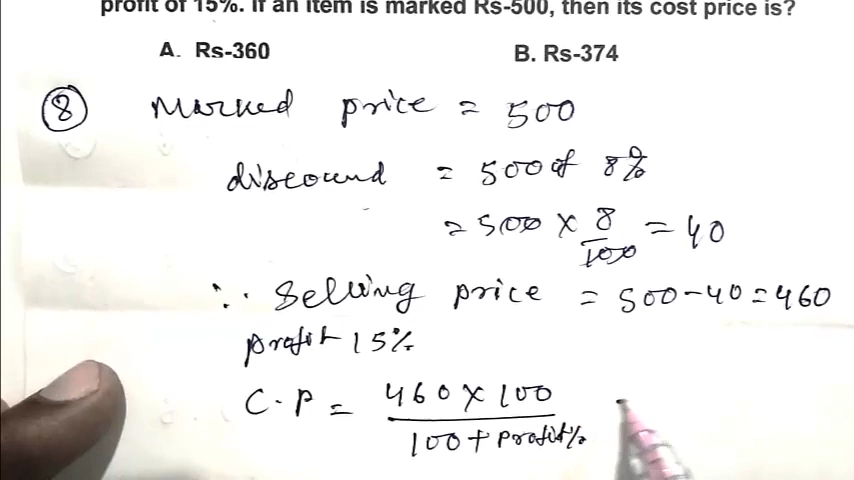 profit of 15%. If an item is marked Rs-500, then its cost price is?
A. Rs-360 B. Rs-374
8 Marked price = 500
discound = 500 of 8%
= 500 × 8/100 = 40
∵ Selling price = 500-40=460
profit 15%
C.P = 460×100/100+profit%